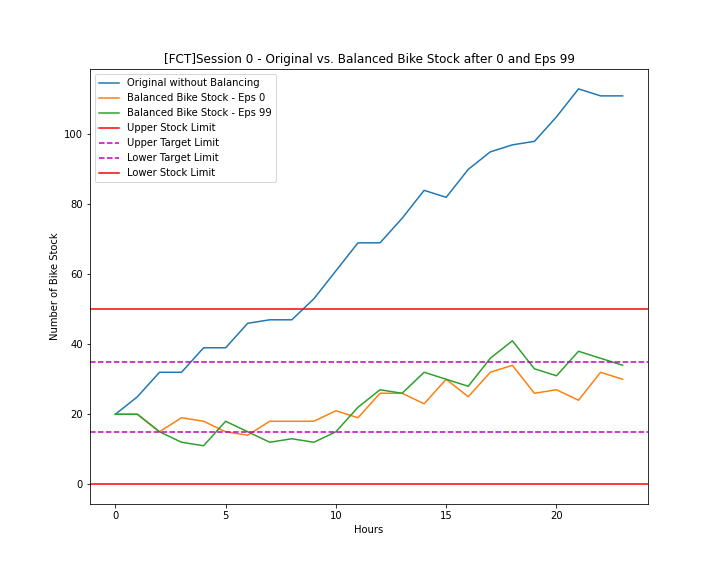 [FCT]Session 0 - Original vs. Balanced Bike Stock after 0 and Eps 99
Original without Balancing
Balanced Bike Stock - Eps 0
Balanced Bike Stock - Eps 99
Upper Stock Limit
Upper Target Limit
Lower Target Limit
Lower Stock Limit
Number of Bike Stock
100
80
60
40
20
0
0 5 10 15 20
Hours